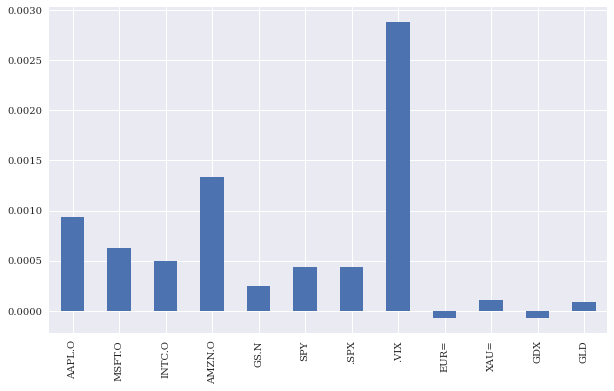 0.0030
0.0025
0.0020
0.0015
0.0010
0.0005
0.0000
AAPL.O
MSFT.O
INTC.O
AMZN.O
GS.N
SPY
.SPX
.VIX
EUR=
XAU=
GDX
GLD